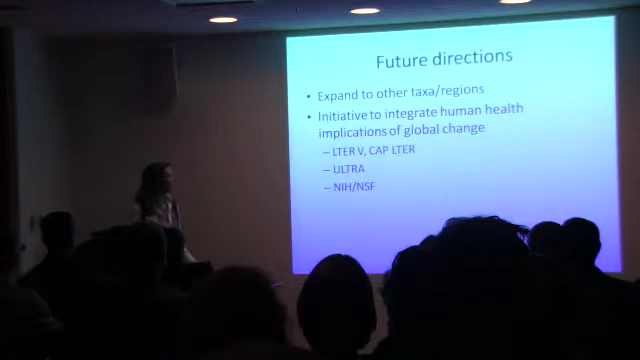 Future directions
• Expand to other taxa/regions
• Initiative to integrate human health
implications of global change
– LTER V, CAP LTER
– ULTRA
– NIH/NSF